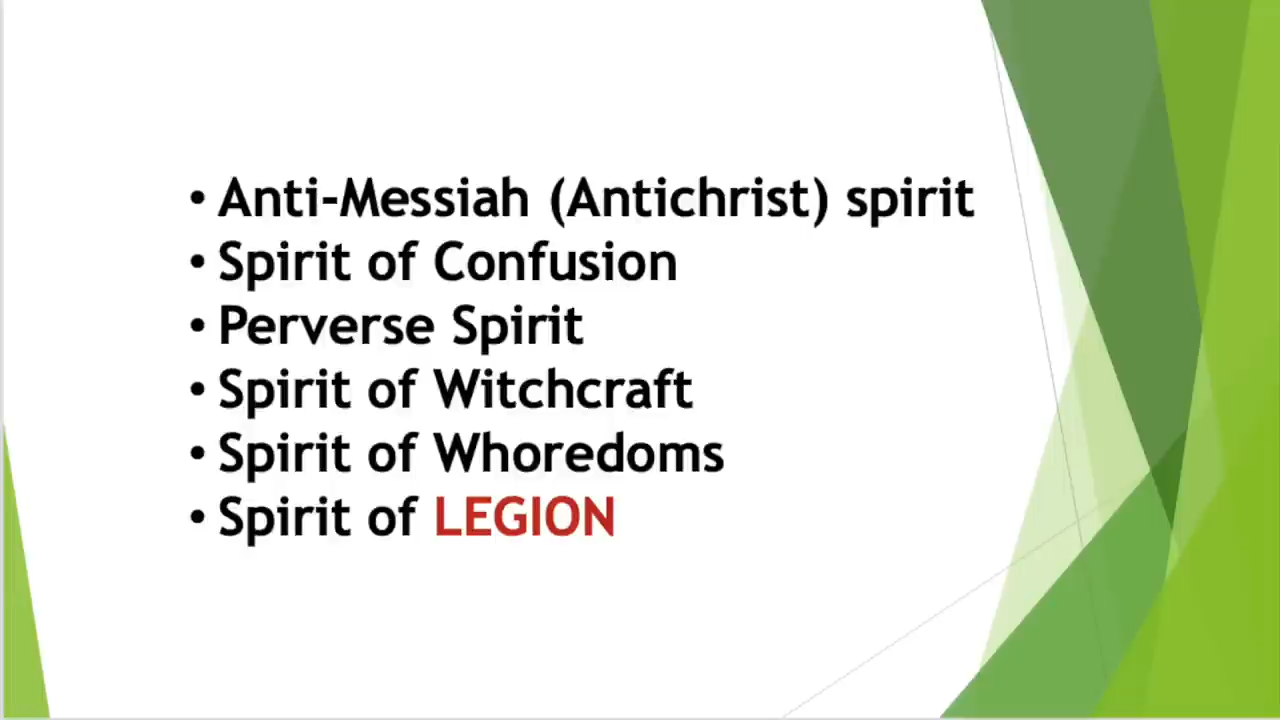 • Anti-Messiah (Antichrist) spirit
• Spirit of Confusion
• Perverse Spirit
• Spirit of Witchcraft
• Spirit of Whoredoms
• Spirit of LEGION